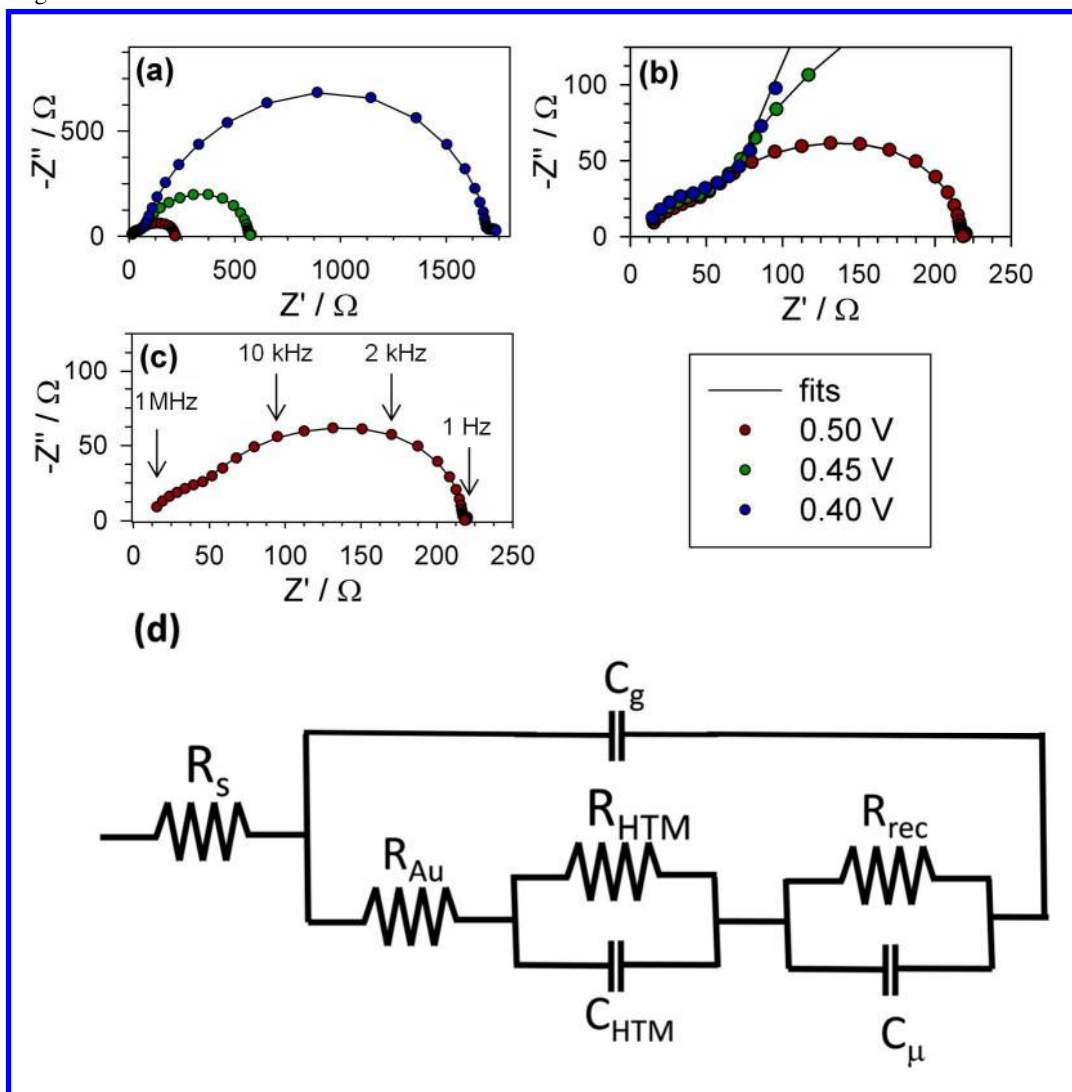 (a)
-Z" / Ω
500
0
0 500 1000 1500
Z' / Ω
(b)
-Z" / Ω
100
50
0
0 50 100 150 200 250
Z' / Ω
(c)
10 kHz
2 kHz
1MHz
1 Hz
-Z" / Ω
100
50
0
0 50 100 150 200 250
Z' / Ω
fits
0.50 V
0.45 V
0.40 V
(d)
Cg
Rs
RHTM
Rrec
RAu
CHTM
Cμ